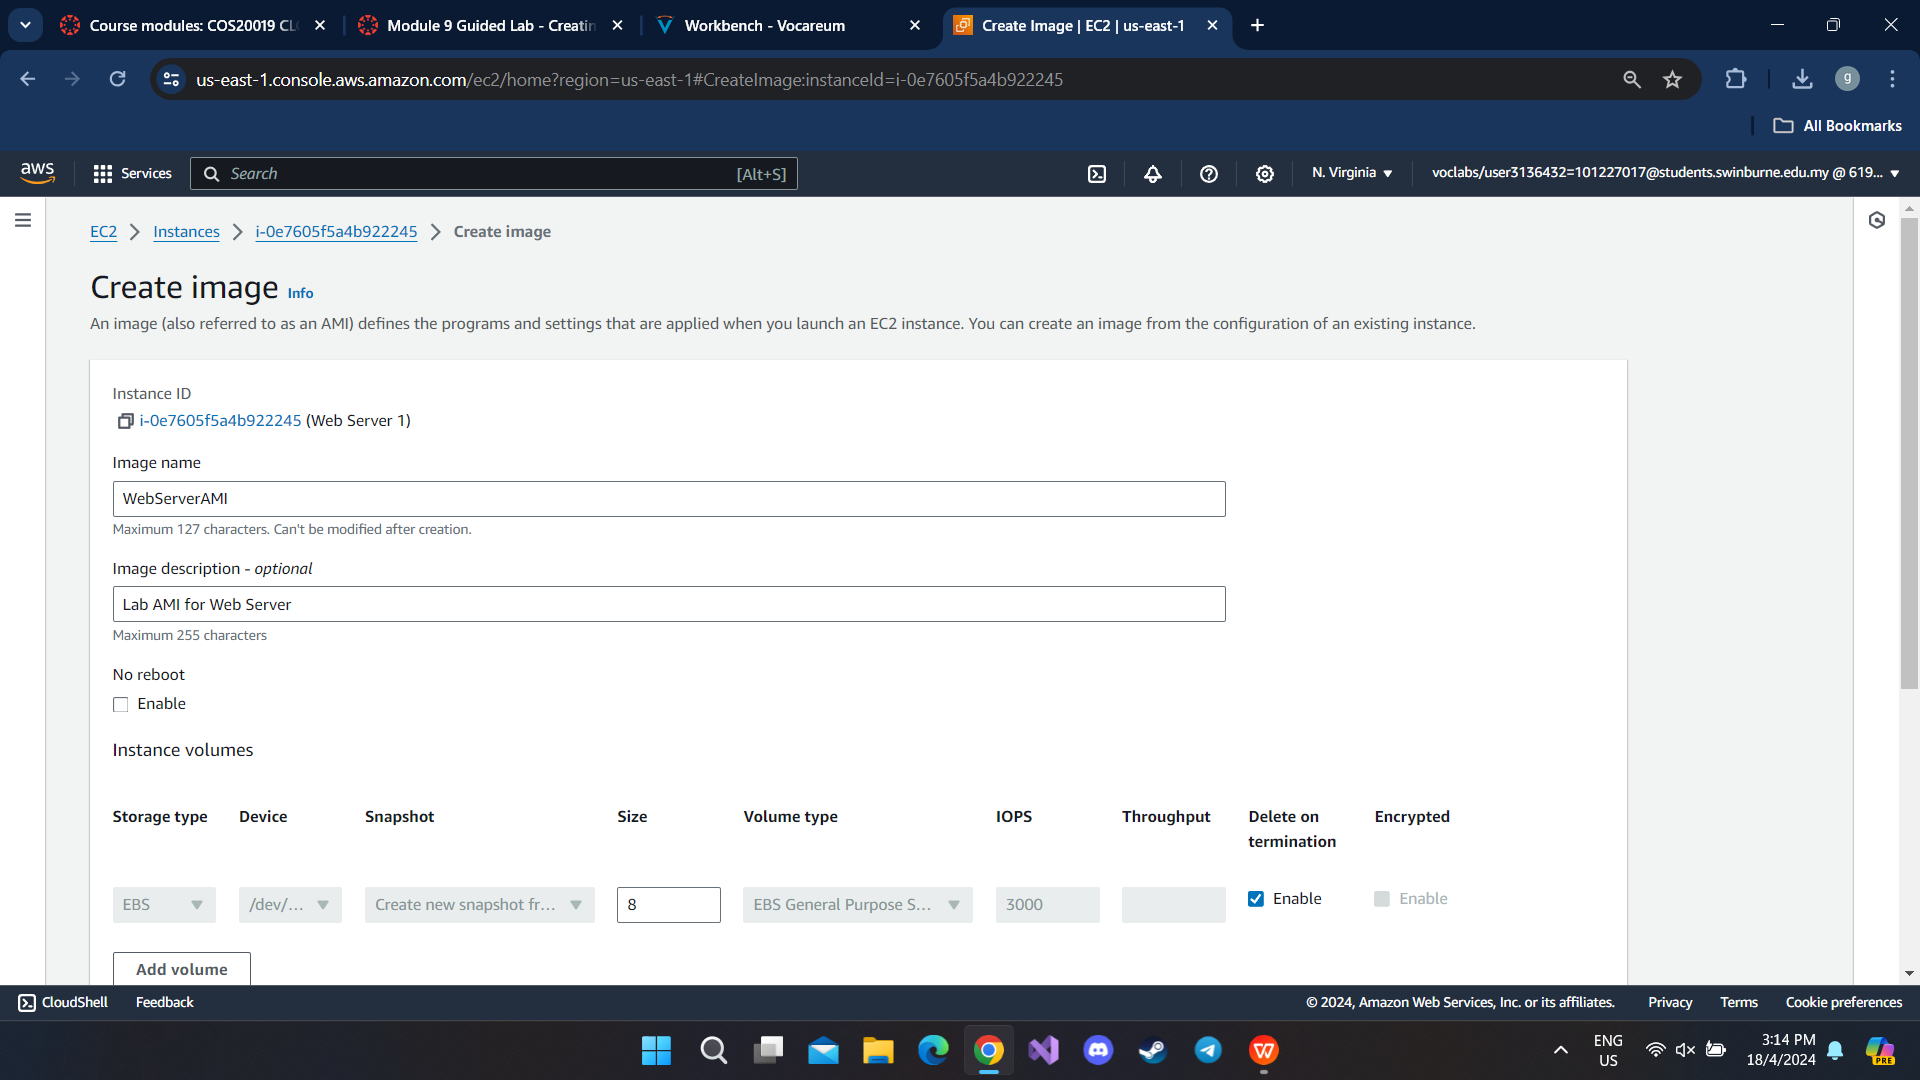 Course modules: COS20019 CL
Module 9 Guided Lab - Creatin
Workbench - Vocareum
Create Image | EC2 | us-east-1
us-east-1.console.aws.amazon.com/ec2/home?region=us-east-1#CreateImage:instanceId=i-0e7605f5a4b922245
g
All Bookmarks
aws
Services
Search
[Alt+S]
N. Virginia
voclabs/user3136432=101227017@students.swinburne.edu.my @ 619...
EC2
Instances
i-0e7605f5a4b922245
Create image
Create image Info
An image (also referred to as an AMI) defines the programs and settings that are applied when you launch an EC2 instance. You can create an image from the configuration of an existing instance.
Instance ID
i-0e7605f5a4b922245 (Web Server 1)
Image name
WebServerAMI
Maximum 127 characters. Can't be modified after creation.
Image description - optional
Lab AMI for Web Server
Maximum 255 characters
No reboot
Enable
Instance volumes
Storage type
Device
Snapshot
Size
Volume type
IOPS
Throughput
Delete on
termination
Encrypted
EBS
/dev/...
Create new snapshot fr...
8
EBS General Purpose S...
3000
Enable
Enable
Add volume
CloudShell
Feedback
© 2024, Amazon Web Services, Inc. or its affiliates.
Privacy
Terms
Cookie preferences
ENG
US
3:14 PM
18/4/2024
PRE